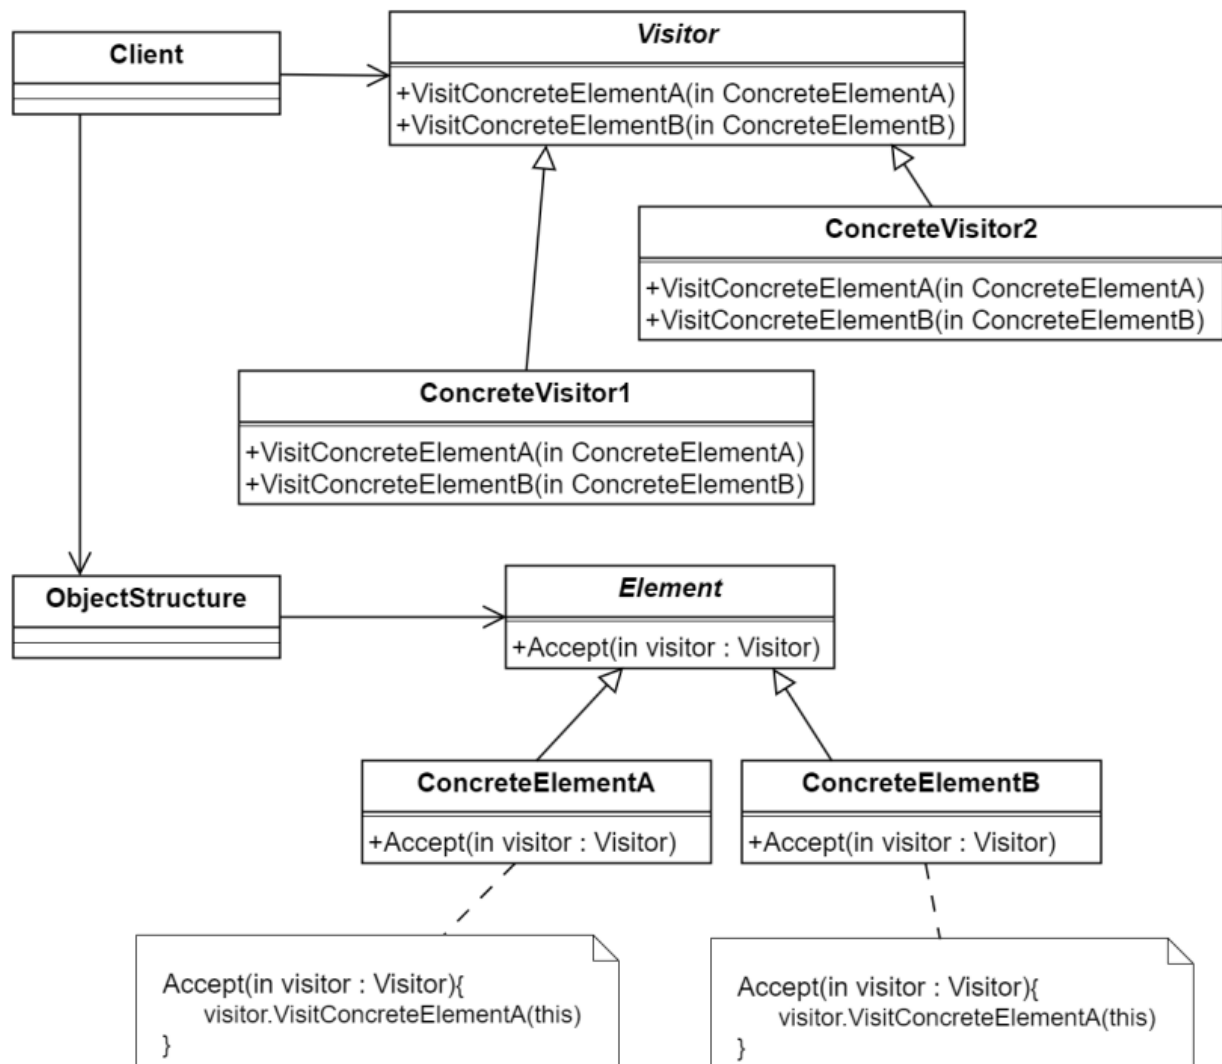 Client
Visitor
+VisitConcreteElementA(in ConcreteElementA)
+VisitConcreteElementB(in ConcreteElementB)
ConcreteVisitor2
+VisitConcreteElementA(in ConcreteElementA)
+VisitConcreteElementB(in ConcreteElementB)
ConcreteVisitor1
+VisitConcreteElementA(in ConcreteElementA)
+VisitConcreteElementB(in ConcreteElementB)
ObjectStructure
Element
+Accept(in visitor : Visitor)
ConcreteElementA
+Accept(in visitor : Visitor)
ConcreteElementB
+Accept(in visitor : Visitor)
Accept(in visitor : Visitor){
visitor.VisitConcreteElementA(this)
}
Accept(in visitor : Visitor){
visitor.VisitConcreteElementA(this)
}